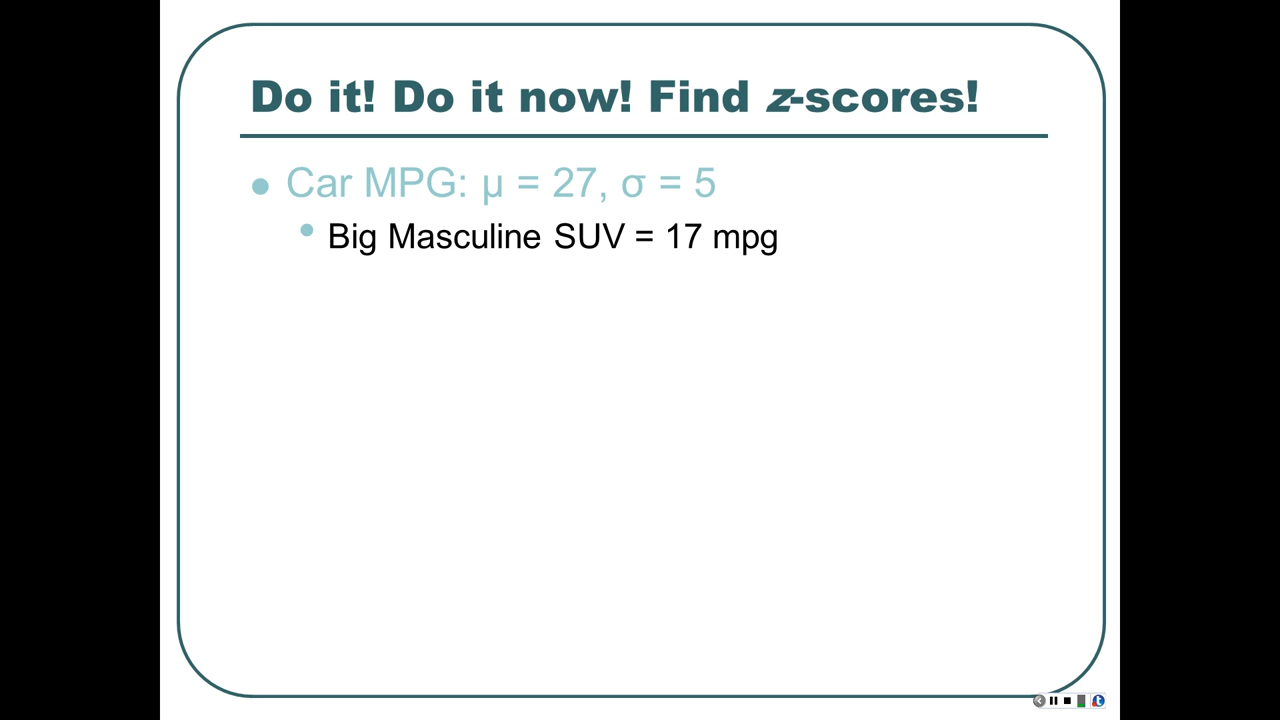 Do it! Do it now! Find z-scores!
Car MPG: μ = 27, σ = 5
Big Masculine SUV = 17 mpg